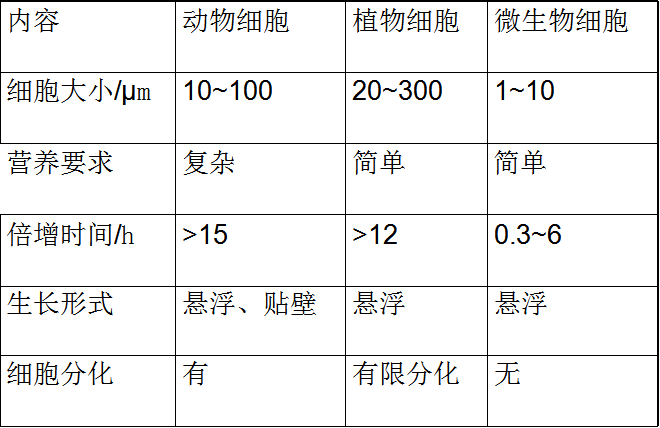 内容 动物细胞 植物细胞 微生物细胞
细胞大小/μm 10~100 20~300 1~10
营养要求 复杂 简单 简单
倍增时间/h >15 >12 0.3~6
生长形式 悬浮、贴壁 悬浮 悬浮
细胞分化 有 有限分化 无